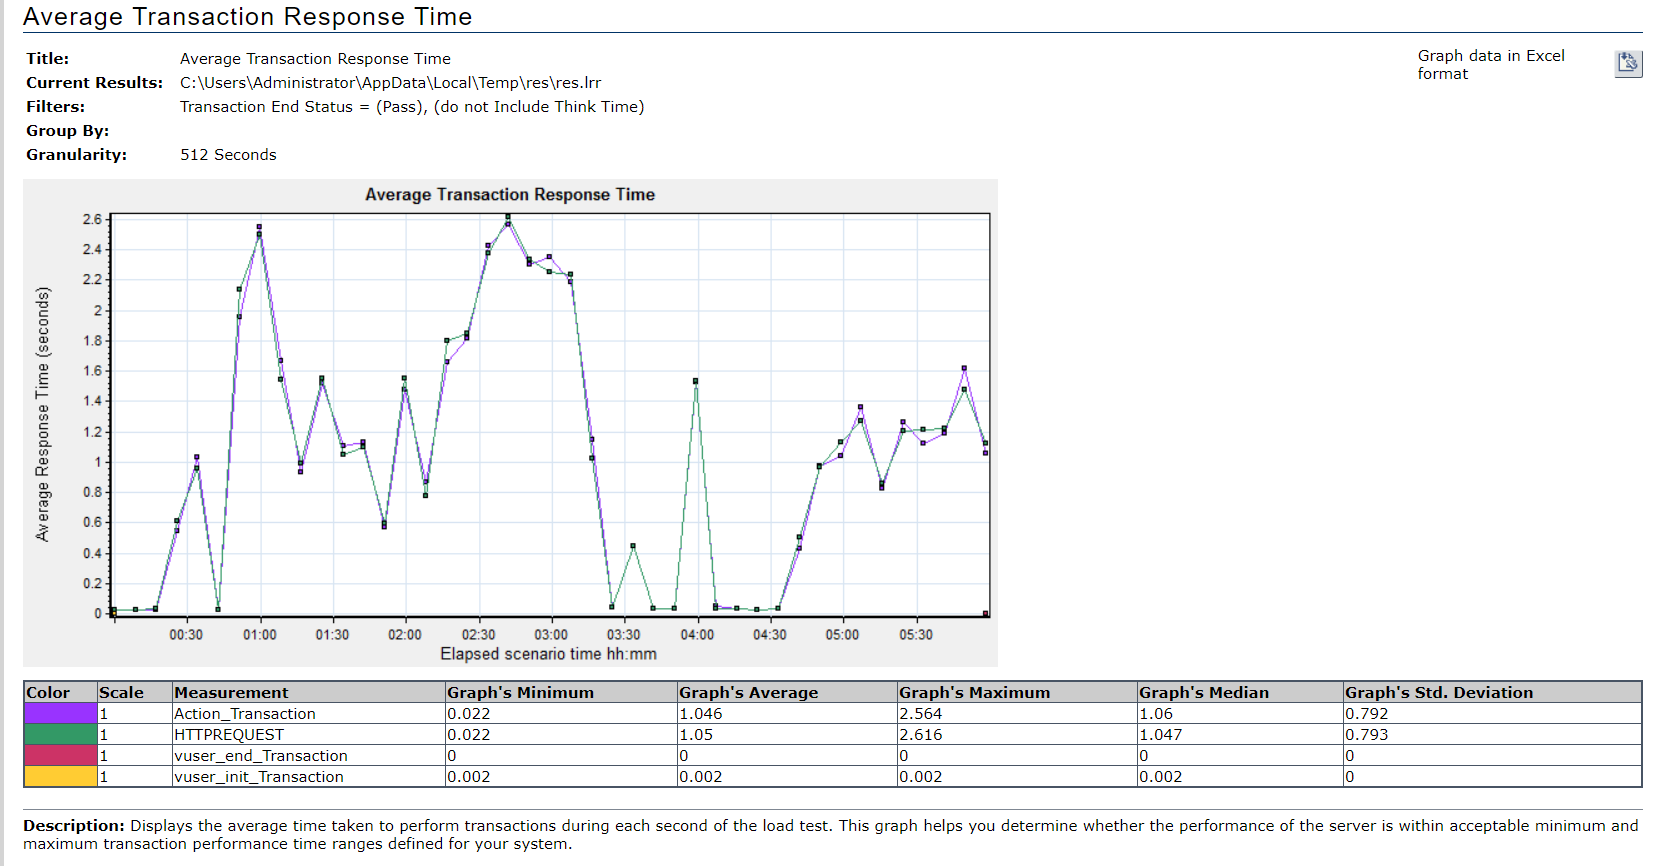 Average Transaction Response Time
Title: Average Transaction Response Time
Current Results: C:\Users\Administrator\AppData\Local\Temp\res\res.lrr
Filters: Transaction End Status = (Pass), (do not Include Think Time)
Group By:
Granularity: 512 Seconds
Graph data in Excel
format
Average Transaction Response Time
Average Response Time (seconds)
2.6
2.4
2.2
2
1.8
1.6
1.4
1.2
1
0.8
0.6
0.4
0.2
0
00:30 01:00 01:30 02:00 02:30 03:00 03:30 04:00 04:30 05:00 05:30
Elapsed scenario time hh:mm
Color Scale Measurement Graph's Minimum Graph's Average Graph's Maximum Graph's Median Graph's Std. Deviation
1 Action_Transaction 0.022 1.046 2.564 1.06 0.792
1 HTTPREQUEST 0.022 1.05 2.616 1.047 0.793
1 vuser_end_Transaction 0 0 0 0 0
1 vuser_init_Transaction 0.002 0.002 0.002 0.002 0
Description: Displays the average time taken to perform transactions during each second of the load test. This graph helps you determine whether the performance of the server is within acceptable minimum and
maximum transaction performance time ranges defined for your system.